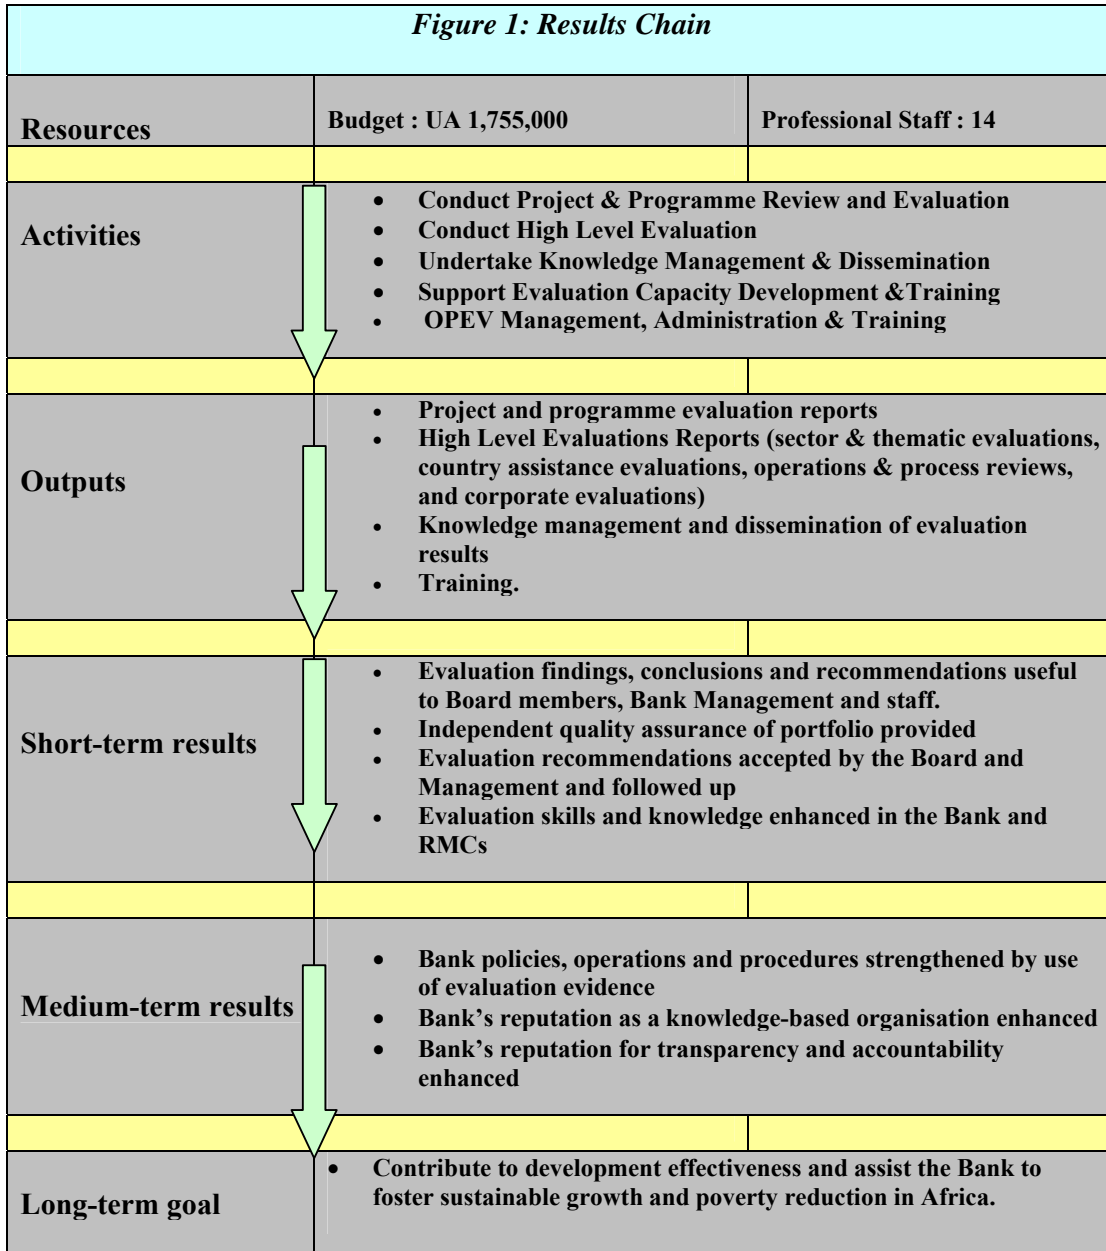 Figure 1: Results Chain
Resources
Budget : UA 1,755,000
Professional Staff : 14
Activities
• Conduct Project & Programme Review and Evaluation
• Conduct High Level Evaluation
• Undertake Knowledge Management & Dissemination
• Support Evaluation Capacity Development &Training
• OPEV Management, Administration & Training
Outputs
• Project and programme evaluation reports
• High Level Evaluations Reports (sector & thematic evaluations,
country assistance evaluations, operations & process reviews,
and corporate evaluations)
• Knowledge management and dissemination of evaluation
results
• Training.
Short-term results
• Evaluation findings, conclusions and recommendations useful
to Board members, Bank Management and staff.
• Independent quality assurance of portfolio provided
• Evaluation recommendations accepted by the Board and
Management and followed up
• Evaluation skills and knowledge enhanced in the Bank and
RMCs
Medium-term results
• Bank policies, operations and procedures strengthened by use
of evaluation evidence
• Bank's reputation as a knowledge-based organisation enhanced
• Bank's reputation for transparency and accountability
enhanced
Long-term goal
• Contribute to development effectiveness and assist the Bank to
foster sustainable growth and poverty reduction in Africa.